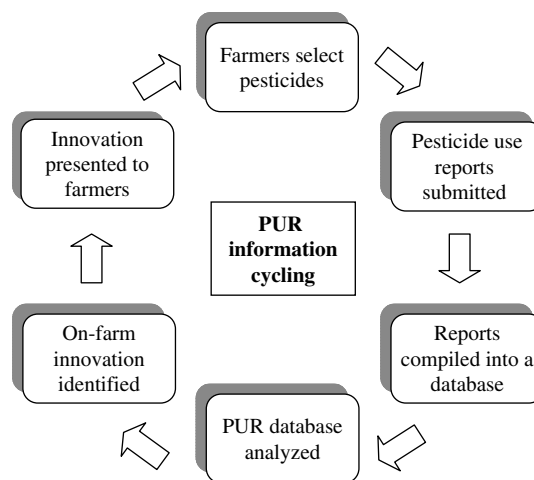 Farmers select
pesticides
Pesticide use
reports
submitted
Reports
compiled into a
database
PUR database
analyzed
On-farm
innovation
identified
Innovation
presented to
farmers
PUR
information
cycling